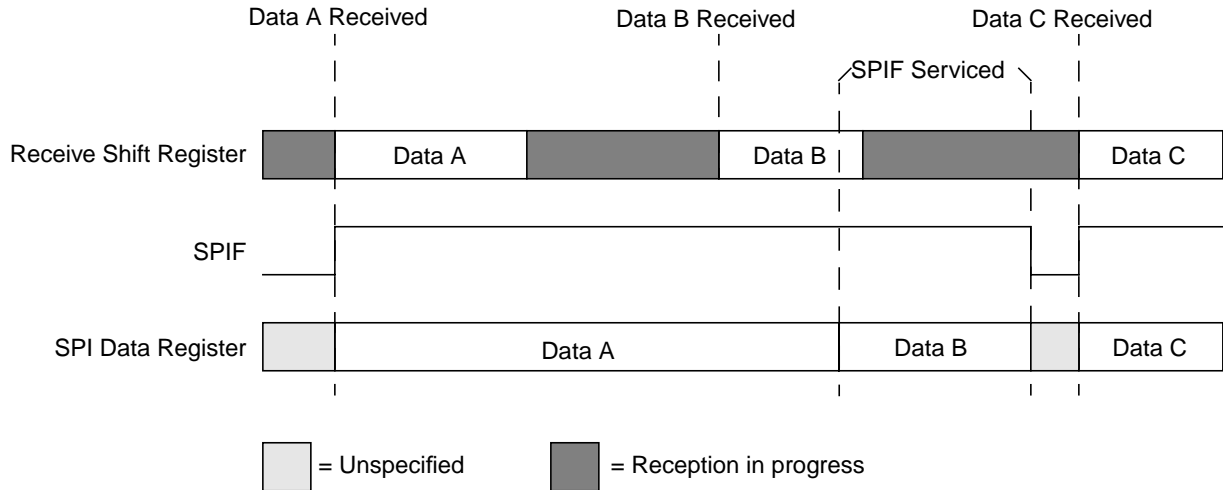 Data A Received
Data B Received
Data C Received
SPIF Serviced
Receive Shift Register
Data A
Data B
Data C
SPIF
SPI Data Register
Data A
Data B
Data C
= Unspecified
= Reception in progress